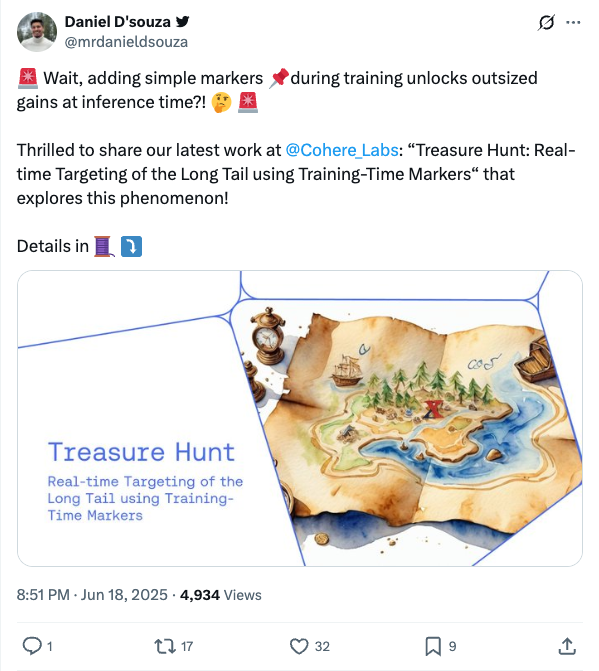 Daniel D'souza
@mrdanieldsouza
🚨 Wait, adding simple markers 📌during training unlocks outsized
gains at inference time?! 🤔 🚨
Thrilled to share our latest work at @Cohere_Labs: “Treasure Hunt: Real-
time Targeting of the Long Tail using Training-Time Markers“ that
explores this phenomenon!
Details in 🧵 ⤵️
Treasure Hunt
Real-time Targeting of the
Long Tail using Training-
Time Markers
8:51 PM · Jun 18, 2025 · 4,934 Views
1
17
32
9